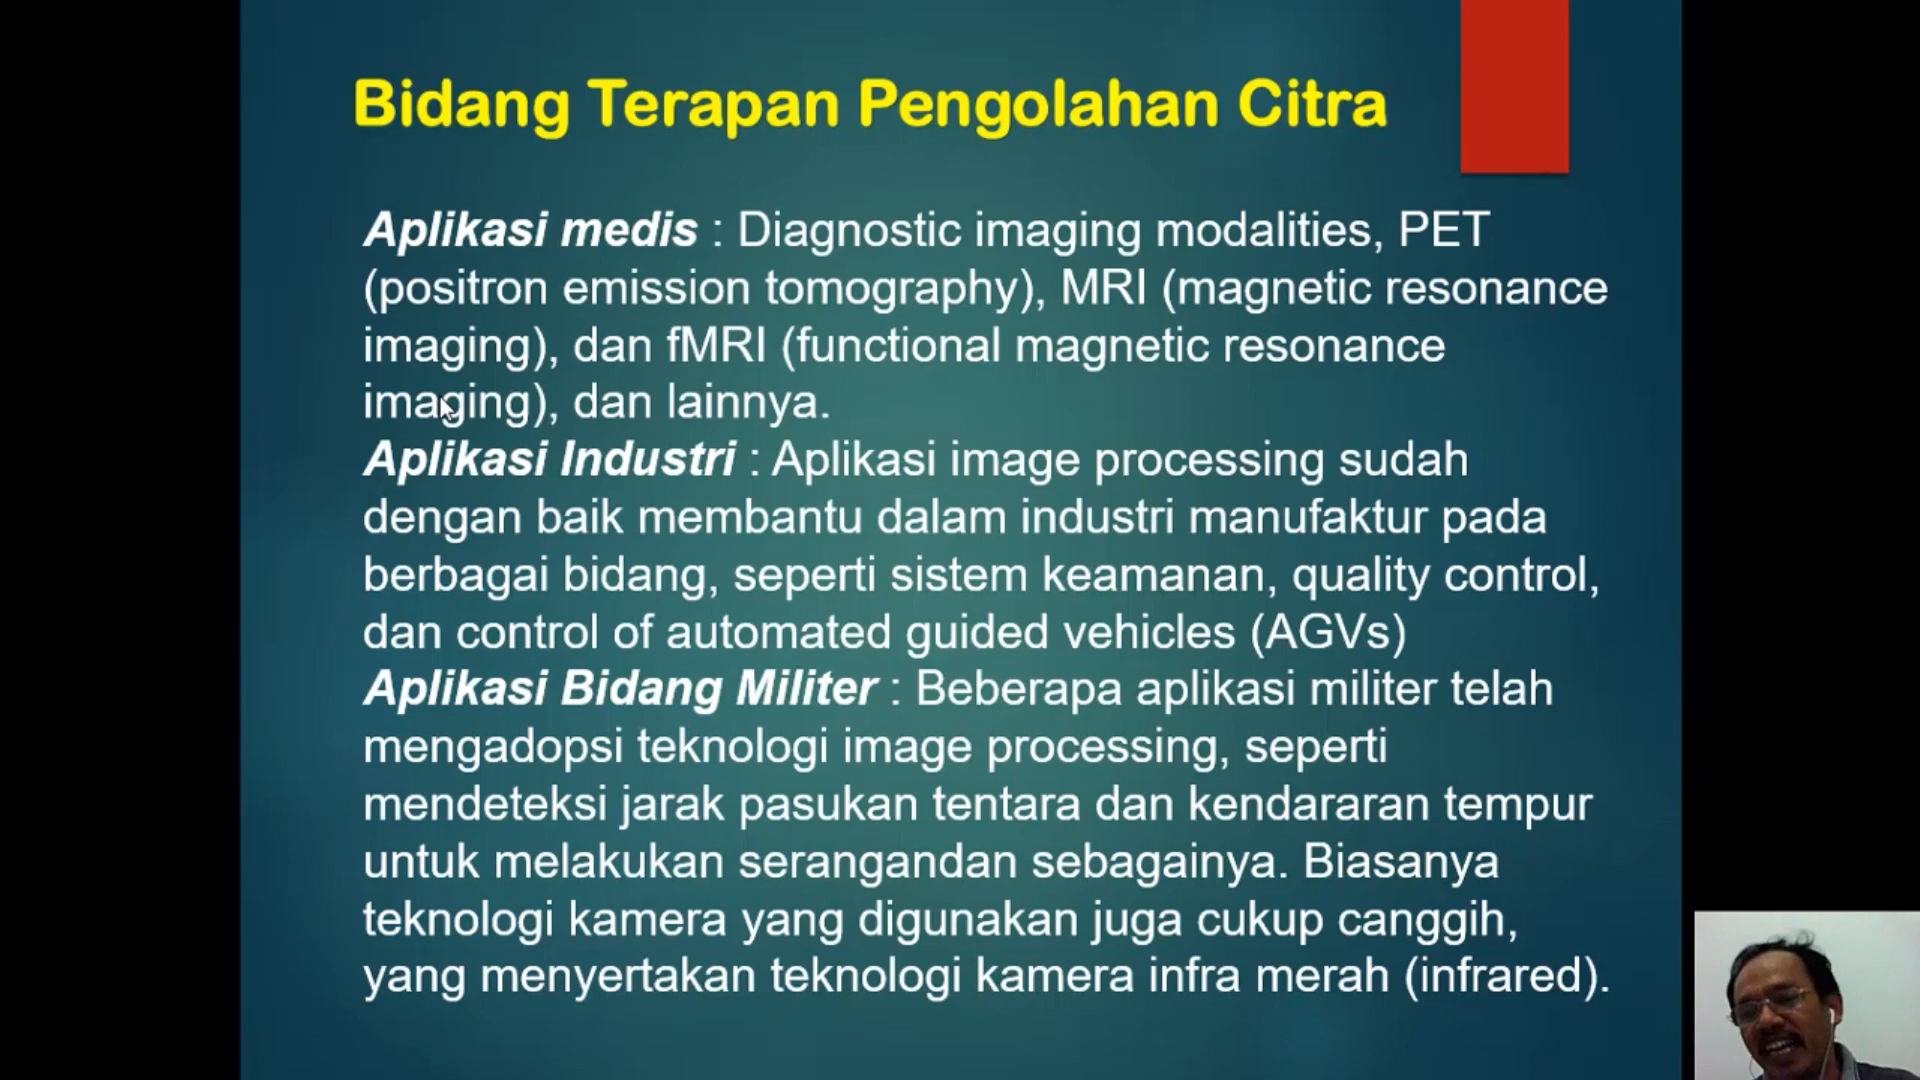 Bidang Terapan Pengolahan Citra
Aplikasi medis : Diagnostic imaging modalities, PET
(positron emission tomography), MRI (magnetic resonance
imaging), dan fMRI (functional magnetic resonance
imaging), dan lainnya.
Aplikasi Industri : Aplikasi image processing sudah
dengan baik membantu dalam industri manufaktur pada
berbagai bidang, seperti sistem keamanan, quality control,
dan control of automated guided vehicles (AGVs)
Aplikasi Bidang Militer : Beberapa aplikasi militer telah
mengadopsi teknologi image processing, seperti
mendeteksi jarak pasukan tentara dan kendararan tempur
untuk melakukan serangandan sebagainya. Biasanya
teknologi kamera yang digunakan juga cukup canggih,
yang menyertakan teknologi kamera infra merah (infrared).